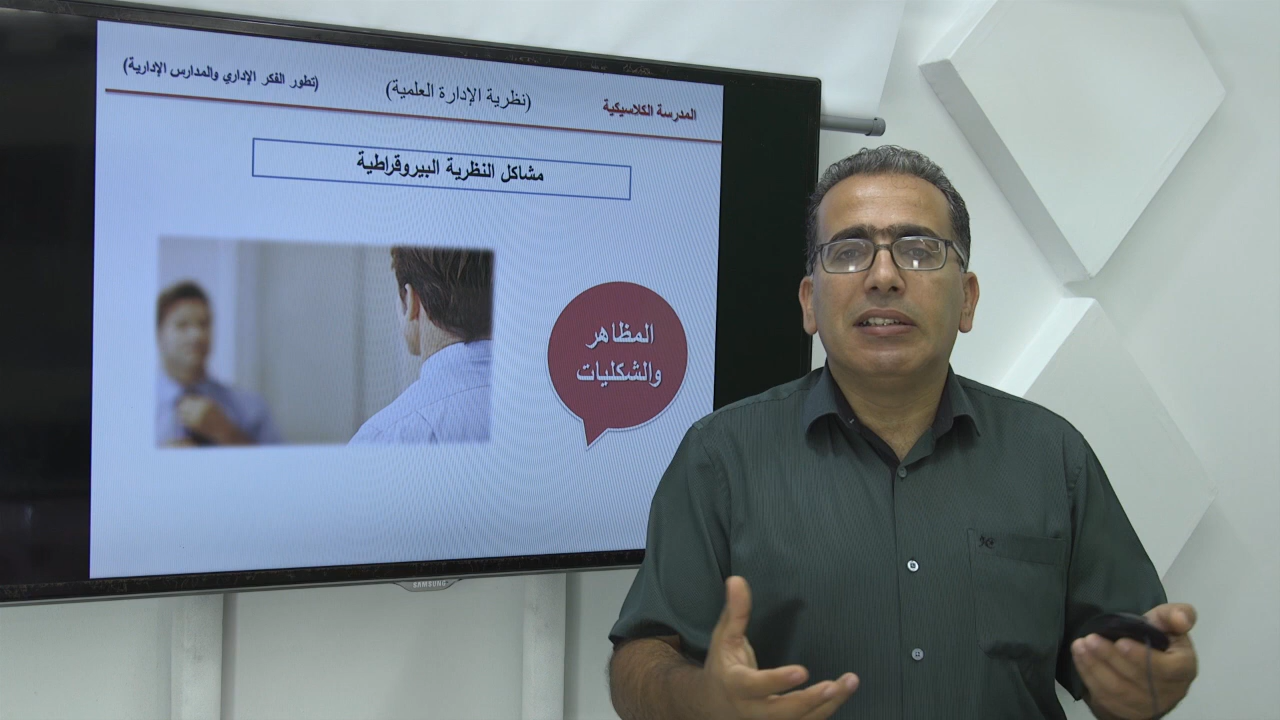 المدرسة الكلاسيكية
(نظرية الإدارة العلمية)
(تطور الفكر الإداري والمدارس الإدارية)
مشاكل النظرية البيروقراطية
المظاهر
والشكليات
SAMSUNG